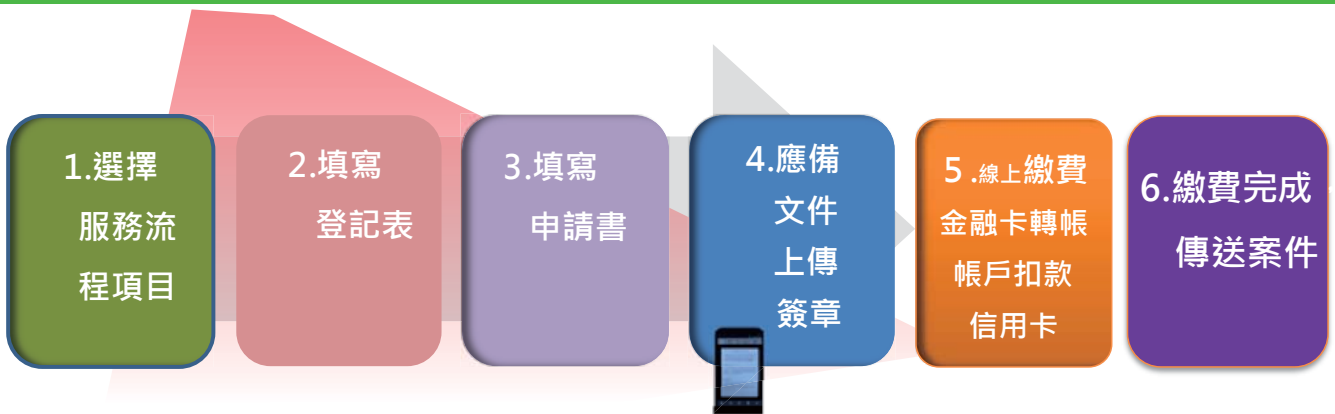 1.選擇
服務流
程項目
2.填寫
登記表
3.填寫
申請書
4.應備
文件
上傳
簽章
5.線上繳費
金融卡轉帳
帳戶扣款
信用卡
6.繳費完成
傳送案件